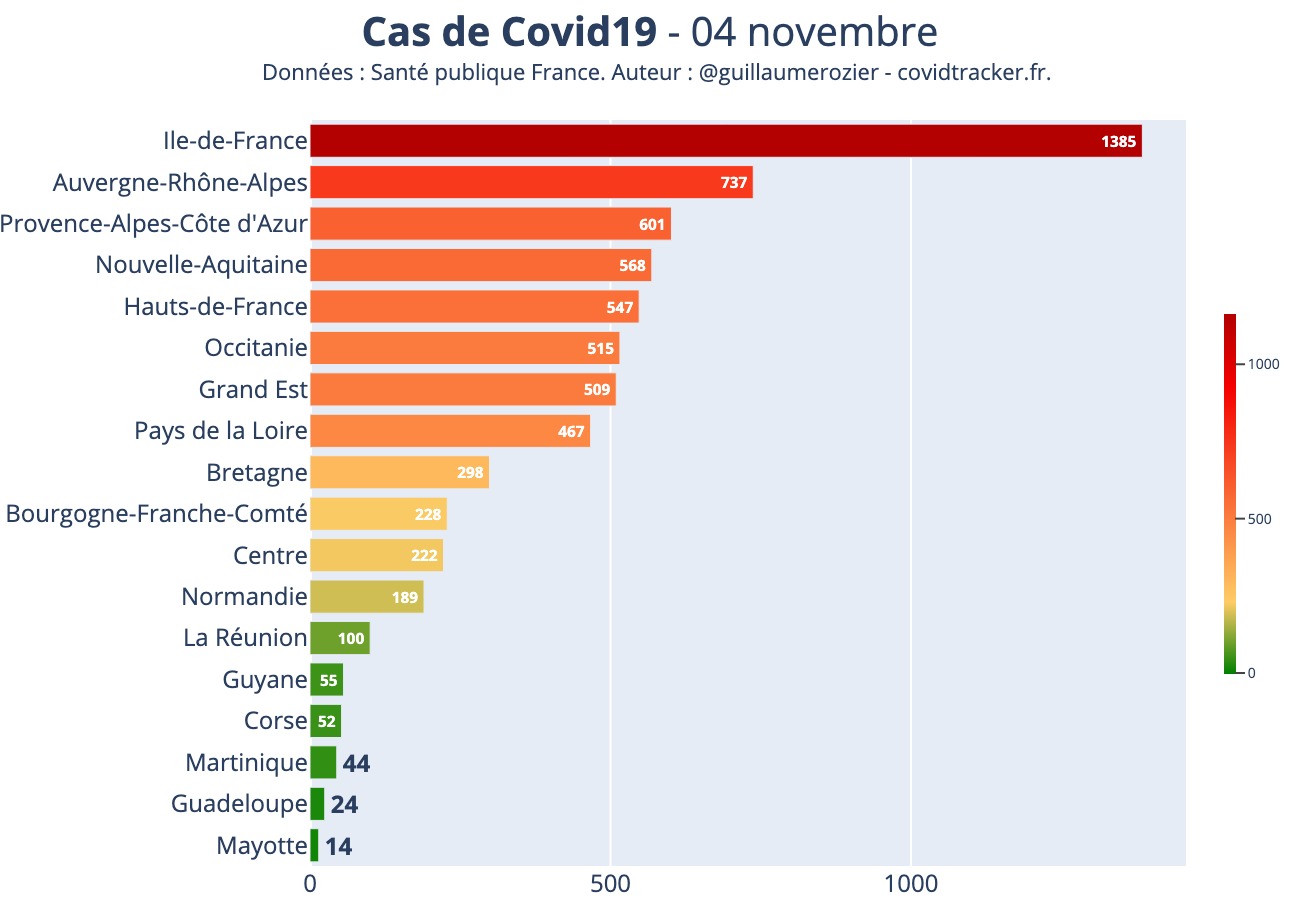 Cas de Covid19 - 04 novembre
Données : Santé publique France. Auteur : @guillaumerozier - covidtracker.fr.
Ile-de-France 1385
Auvergne-Rhône-Alpes 737
Provence-Alpes-Côte d'Azur 601
Nouvelle-Aquitaine 568
Hauts-de-France 547
Occitanie 515
Grand Est 509
Pays de la Loire 467
Bretagne 298
Bourgogne-Franche-Comté 228
Centre 222
Normandie 189
La Réunion 100
Guyane 55
Corse 52
Martinique 44
Guadeloupe 24
Mayotte 14
0 500 1000
1000
500
0